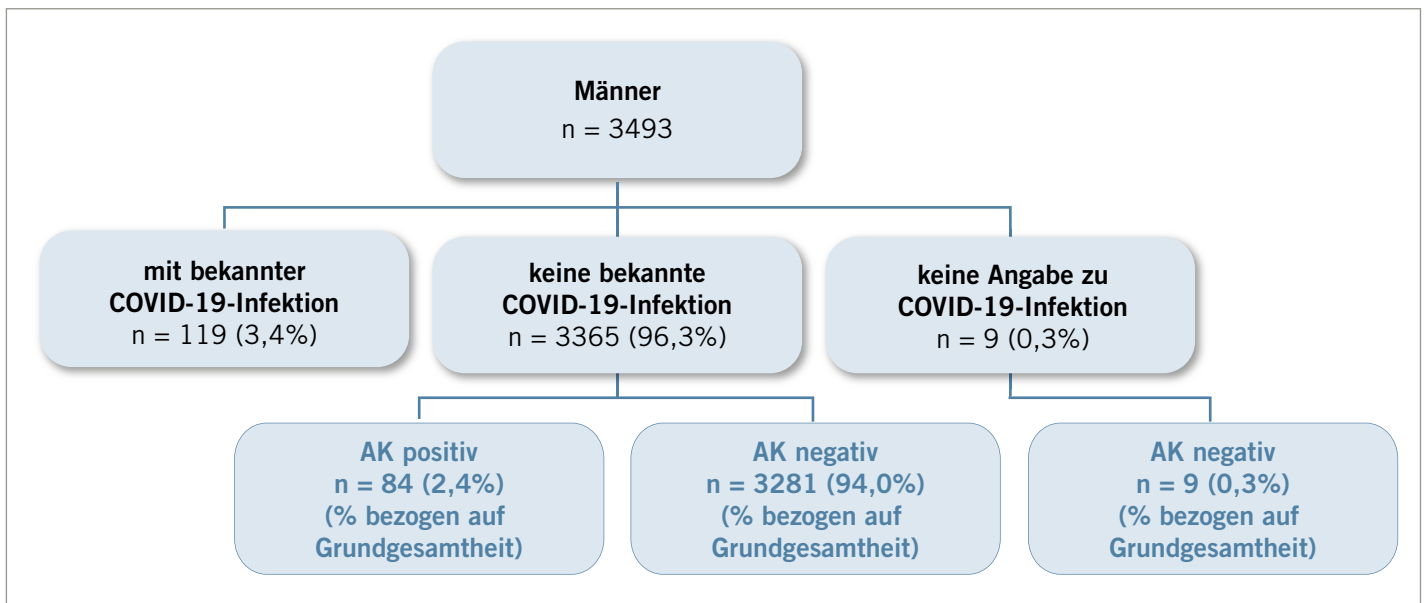 Männer
n = 3493
mit bekannter
COVID-19-Infektion
n = 119 (3,4%)
keine bekannte
COVID-19-Infektion
n = 3365 (96,3%)
keine Angabe zu
COVID-19-Infektion
n = 9 (0,3%)
AK positiv
n = 84 (2,4%)
(% bezogen auf
Grundgesamtheit)
AK negativ
n = 3281 (94,0%)
(% bezogen auf
Grundgesamtheit)
AK negativ
n = 9 (0,3%)
(% bezogen auf
Grundgesamtheit)